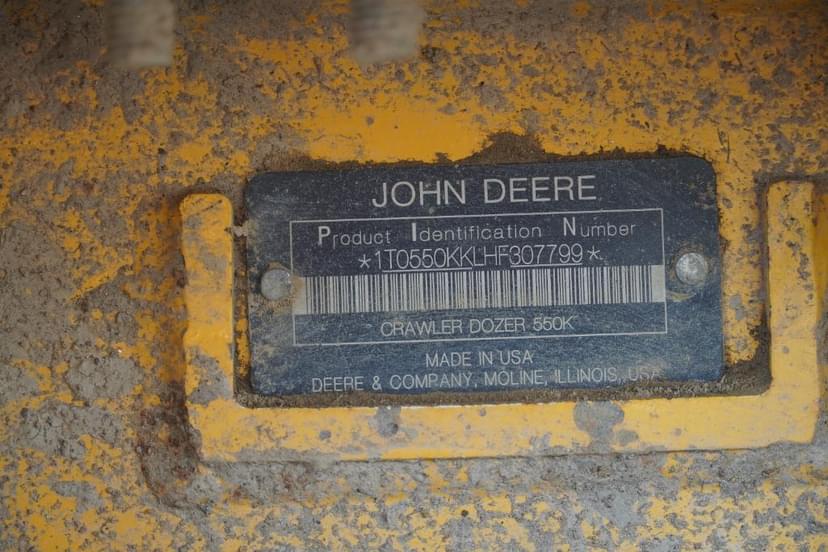 JOHN DEERE
Product Identification Number
*1T0550KKLHF307799*
CRAWLER DOZER 550K
MADE IN USA
DEERE & COMPANY, MOLINE, ILLINOIS, USA